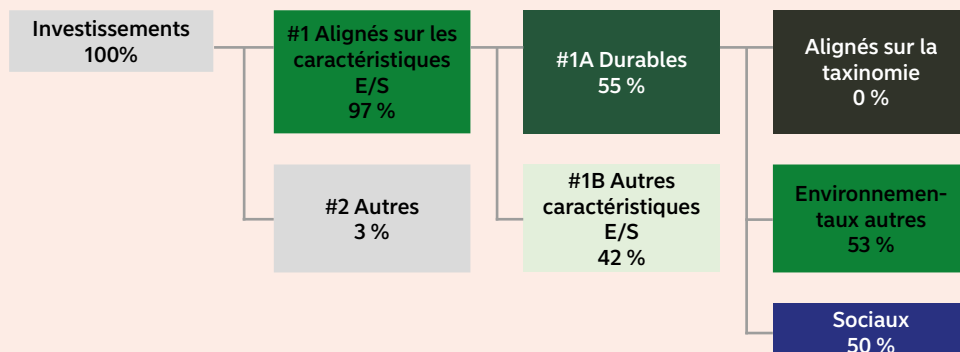 Investissements
100%
#1 Alignés sur les
caractéristiques
E/S
97 %
#2 Autres
3 %
#1A Durables
55 %
#1B Autres
caractéristiques
E/S
42 %
Alignés sur la
taxinomie
0 %
Environnemen-
taux autres
53 %
Sociaux
50 %